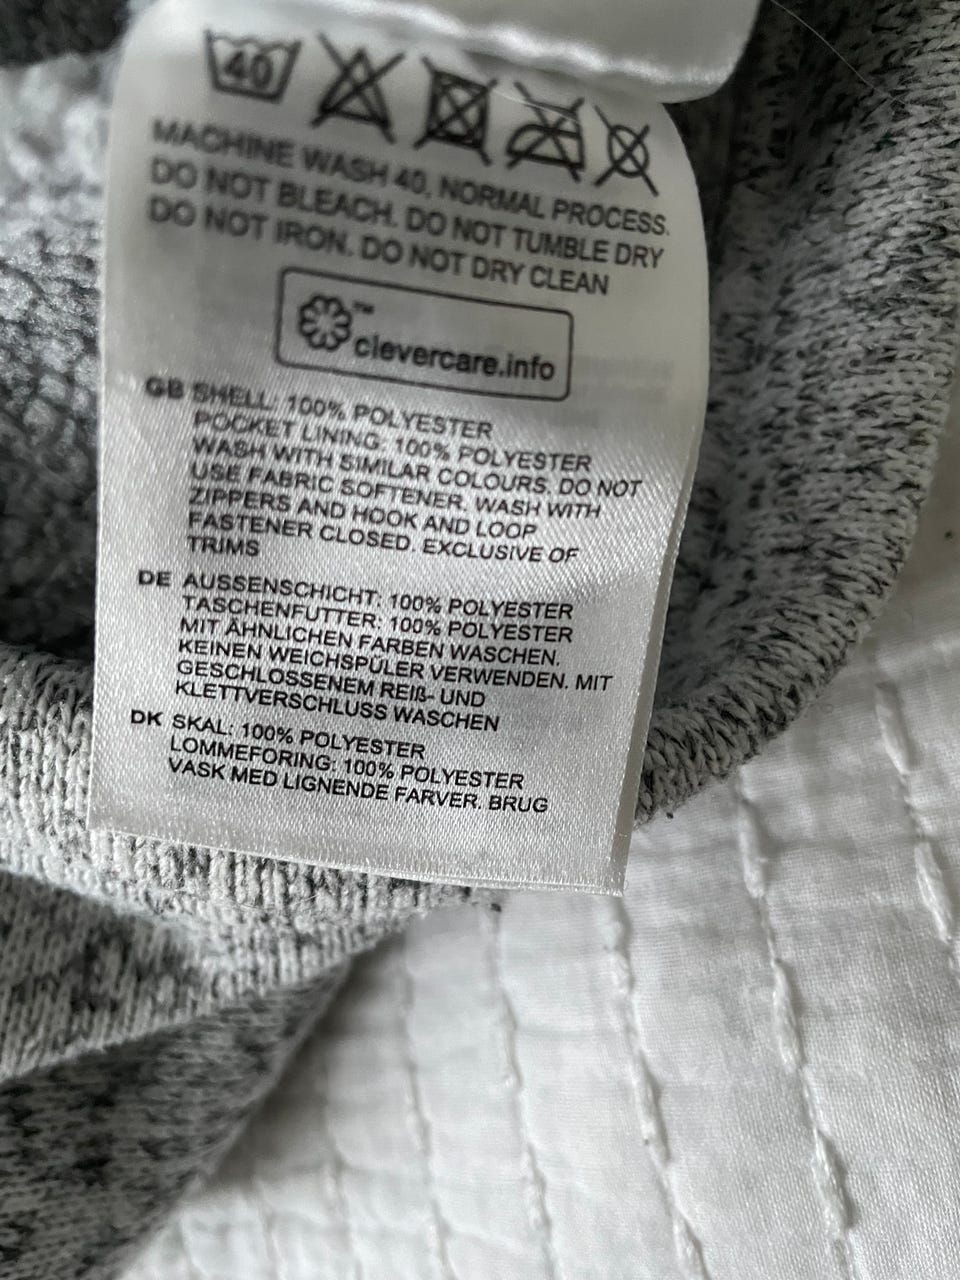 40
MACHINE WASH 40, NORMAL PROCESS.
DO NOT BLEACH. DO NOT TUMBLE DRY
DO NOT IRON. DO NOT DRY CLEAN
™
clevercare.info
GB SHELL: 100% POLYESTER
POCKET LINING: 100% POLYESTER
WASH WITH SIMILAR COLOURS. DO NOT
USE FABRIC SOFTENER. WASH WITH
ZIPPERS AND HOOK AND LOOP
FASTENER CLOSED. EXCLUSIVE OF
TRIMS
DE AUSSENSCHICHT: 100% POLYESTER
TASCHENFUTTER: 100% POLYESTER
MIT ÄHNLICHEN FARBEN WASCHEN.
KEINEN WEICHSPÜLER VERWENDEN. MIT
GESCHLOSSENEM REIß- UND
KLETTVERSCHLUSS WASCHEN
DK SKAL: 100% POLYESTER
LOMMEFORING: 100% POLYESTER
VASK MED LIGNENDE FARVER. BRUG